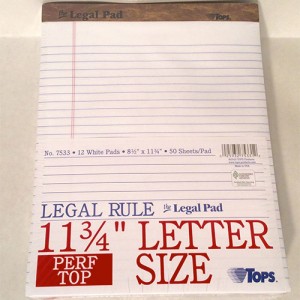 the Legal Pad
No. 7533 • 12 White Pads • 8½" x 11¾" • 50 Sheets/Pad
LEGAL RULE the Legal Pad
11¾" LETTER
PERF TOP SIZE
TOPS